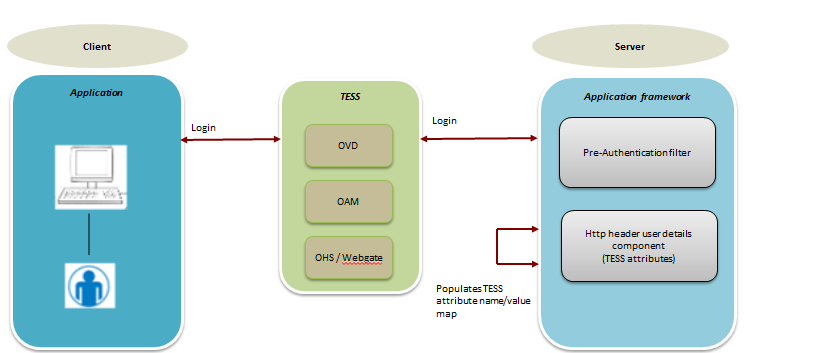 Client
Server
Application
TESS
Application framework
Login
Login
OVD
Pre-Authentication filter
OAM
Http header user details
component
(TESS attributes)
OHS / Webgate
Populates TESS
attribute name/value
map